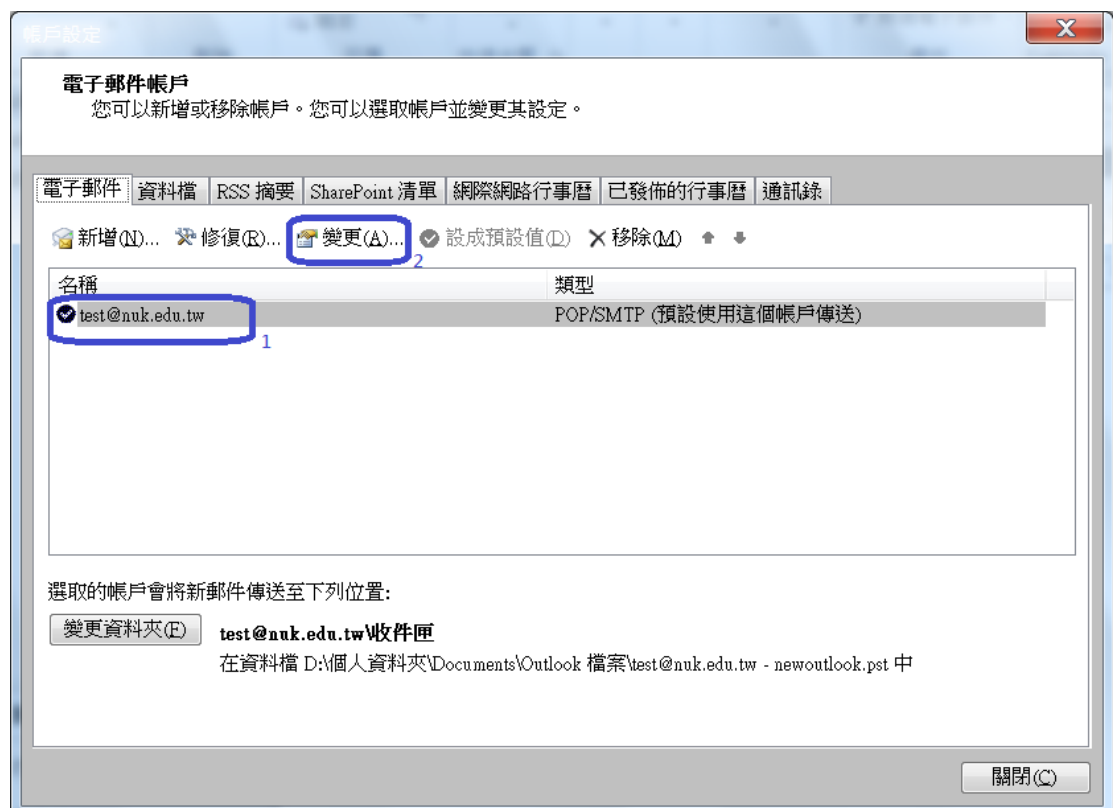 帳戶設定
電子郵件帳戶
您可以新增或移除帳戶。您可以選取帳戶並變更其設定。
電子郵件 資料檔 RSS 摘要 SharePoint 清單 網際網路行事曆 已發佈的行事曆 通訊錄
新增(N)... 修復(R)... 變更(A)... 設成預設值(D) 移除(M)
2
名稱 類型
test@nuk.edu.tw POP/SMTP (預設使用這個帳戶傳送)
1
選取的帳戶會將新郵件傳送至下列位置:
變更資料夾(F) test@nuk.edu.tw\收件匣
在資料檔 D:\個人資料夾\Documents\Outlook 檔案\test@nuk.edu.tw - newoutlook.pst 中
關閉(C)